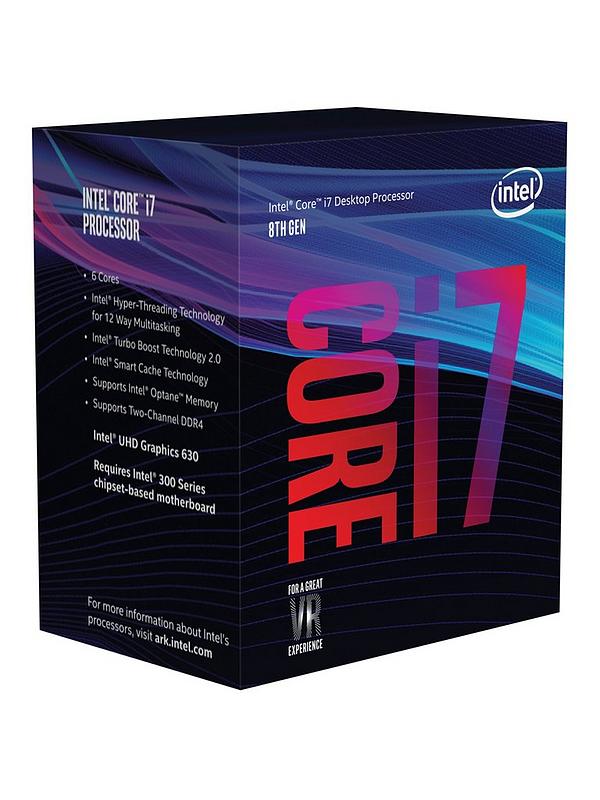 INTEL® CORE™ i7
PROCESSOR
• 6 Cores
• Intel® Hyper-Threading Technology
for 12 Way Multitasking
• Intel® Turbo Boost Technology 2.0
• Intel® Smart Cache Technology
• Supports Intel® Optane™ Memory
• Supports Two-Channel DDR4
Intel® UHD Graphics 630
Requires Intel® 300 Series
chipset-based motherboard
For more information about Intel's
processors, visit ark.intel.com
Intel® Core™ i7 Desktop Processor
8TH GEN
intel®
CORE
i7
FOR A GREAT
VR
EXPERIENCE